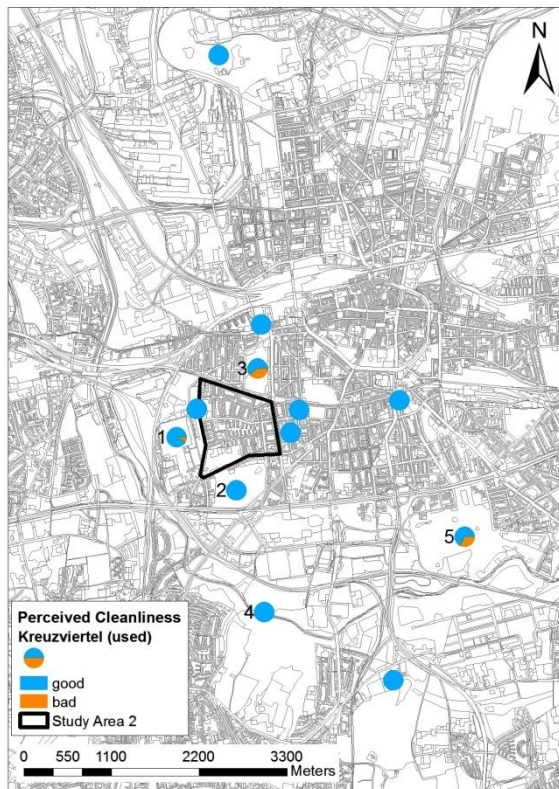 N
3
1
2
5
4
Perceived Cleanliness
Kreuzviertel (used)
good
bad
Study Area 2
0 550 1100 2200 3300
Meters